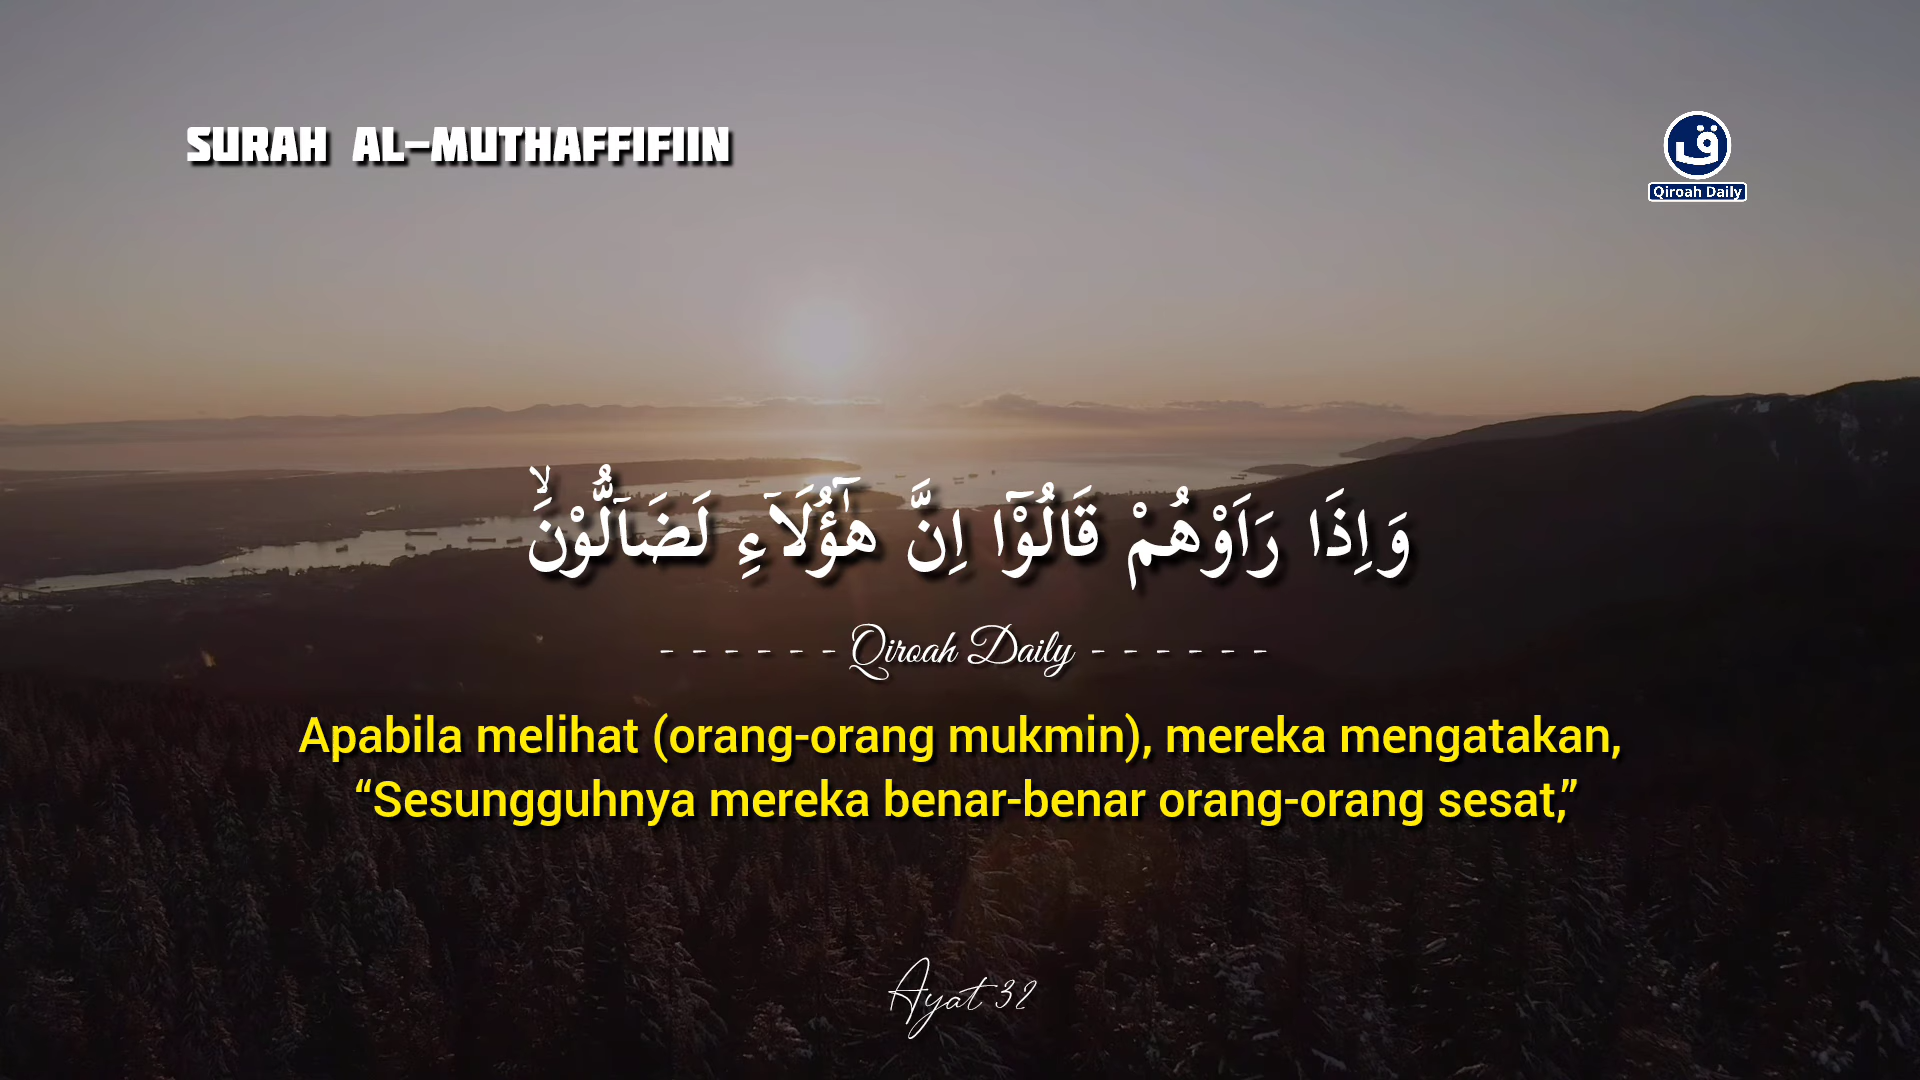 SURAH AL-MUTHAFFIFIIN
ق
Qiroah Daily
وَاِذَا رَاَوْهُمْ قَالُوْٓا اِنَّ هٰٓؤُلَاۤءِ لَضَاۤلُّوْنَۙ
- - - - - - Qiroah Daily - - - - - -
Apabila melihat (orang-orang mukmin), mereka mengatakan,
“Sesungguhnya mereka benar-benar orang-orang sesat,”
Ayat 32